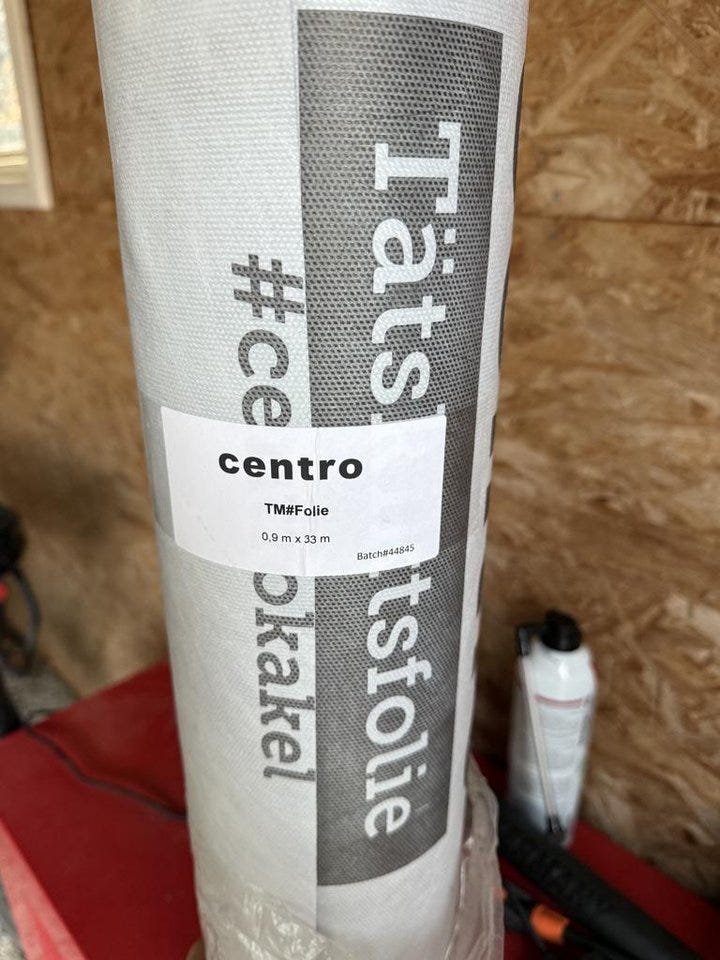 #ce
okakel
Täts
tsfolie
centro
TM#Folie
0,9 m x 33 m
Batch#44845